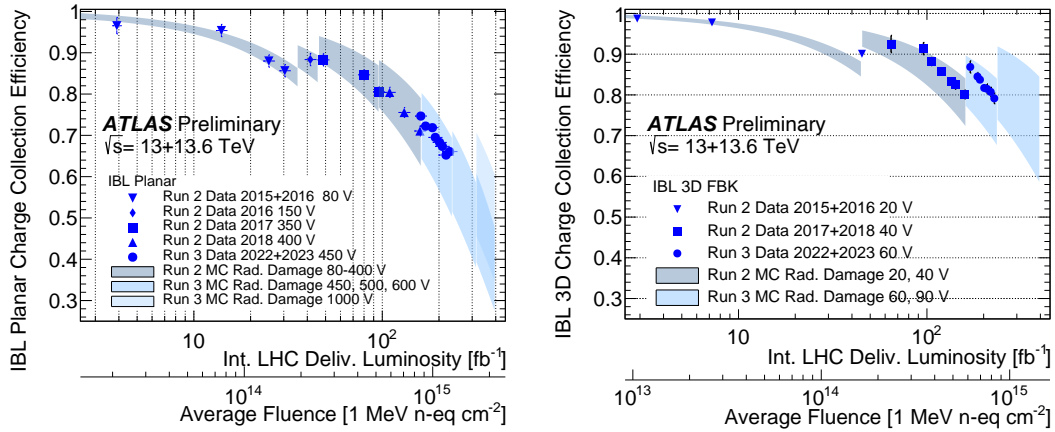 IBL Planar Charge Collection Efficiency
1
0.9
0.8
0.7
0.6
0.5
0.4
0.3
ATLAS Preliminary
√s= 13+13.6 TeV
IBL Planar
Run 2 Data 2015+2016 80 V
Run 2 Data 2016 150 V
Run 2 Data 2017 350 V
Run 2 Data 2018 400 V
Run 3 Data 2022+2023 450 V
Run 2 MC Rad. Damage 80-400 V
Run 3 MC Rad. Damage 450, 500, 600 V
Run 3 MC Rad. Damage 1000 V
10 10²
Int. LHC Deliv. Luminosity [fb⁻¹]
10¹⁴ 10¹⁵
Average Fluence [1 MeV n-eq cm⁻²]
IBL 3D Charge Collection Efficiency
1
0.9
0.8
0.7
0.6
0.5
0.4
0.3
ATLAS Preliminary
√s= 13+13.6 TeV
IBL 3D FBK
Run 2 Data 2015+2016 20 V
Run 2 Data 2017+2018 40 V
Run 3 Data 2022+2023 60 V
Run 2 MC Rad. Damage 20, 40 V
Run 3 MC Rad. Damage 60, 90 V
10 10²
Int. LHC Deliv. Luminosity [fb⁻¹]
10¹³ 10¹⁴ 10¹⁵
Average Fluence [1 MeV n-eq cm⁻²]